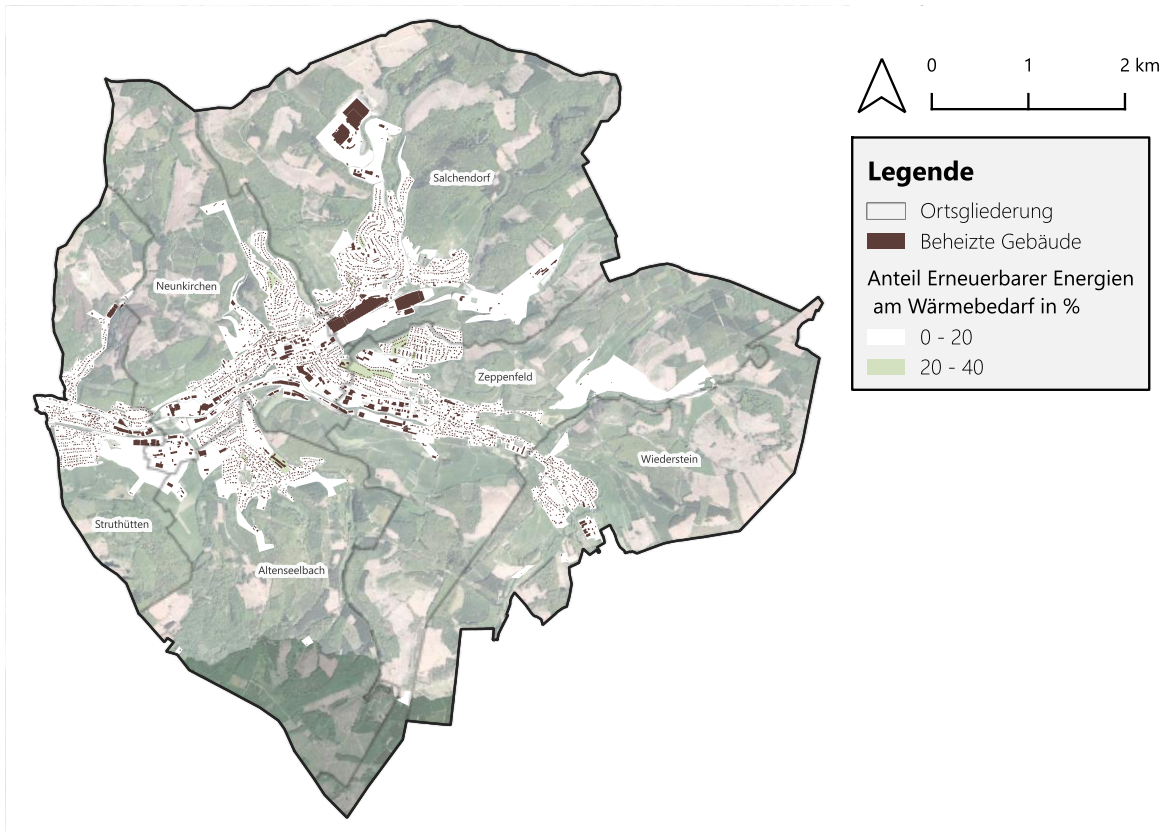 0 1 2 km
Legende
Ortsgliederung
Beheizte Gebäude
Anteil Erneuerbarer Energien
am Wärmebedarf in %
0 - 20
20 - 40
Salchendorf
Neunkirchen
Zeppenfeld
Wiederstein
Struthütten
Altenseelbach